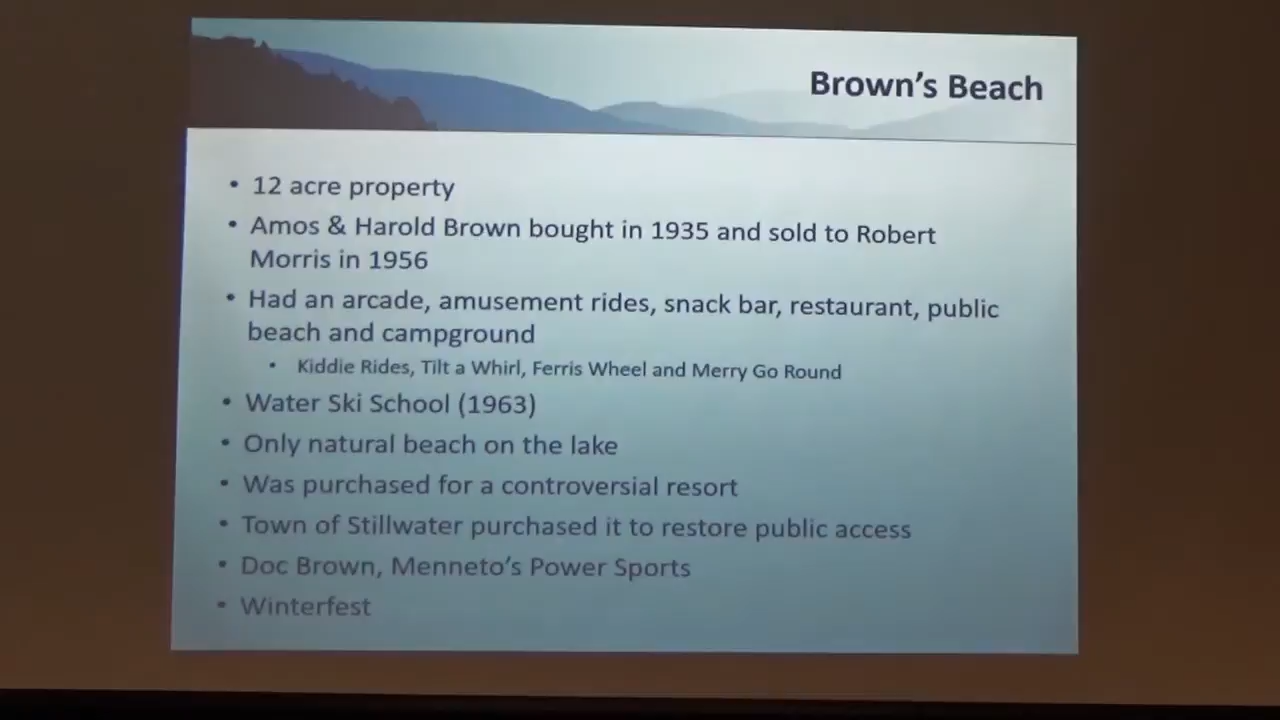 Brown's Beach
• 12 acre property
• Amos & Harold Brown bought in 1935 and sold to Robert
Morris in 1956
• Had an arcade, amusement rides, snack bar, restaurant, public
beach and campground
• Kiddie Rides, Tilt a Whirl, Ferris Wheel and Merry Go Round
• Water Ski School (1963)
• Only natural beach on the lake
• Was purchased for a controversial resort
• Town of Stillwater purchased it to restore public access
• Doc Brown, Menneto's Power Sports
• Winterfest